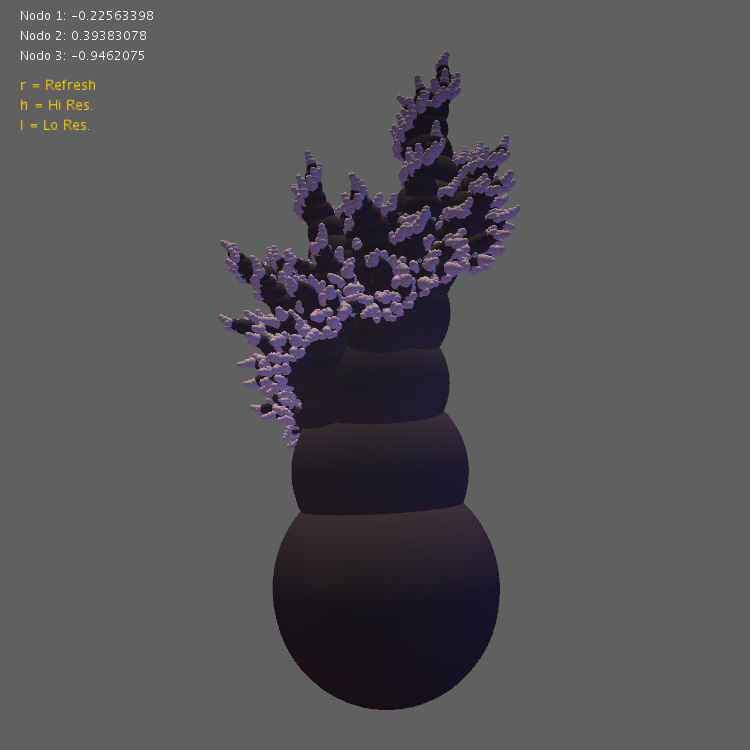 Nodo 1: -0.22563398
Nodo 2: 0.39383078
Nodo 3: -0.9462075
r = Refresh
h = Hi Res.
l = Lo Res.